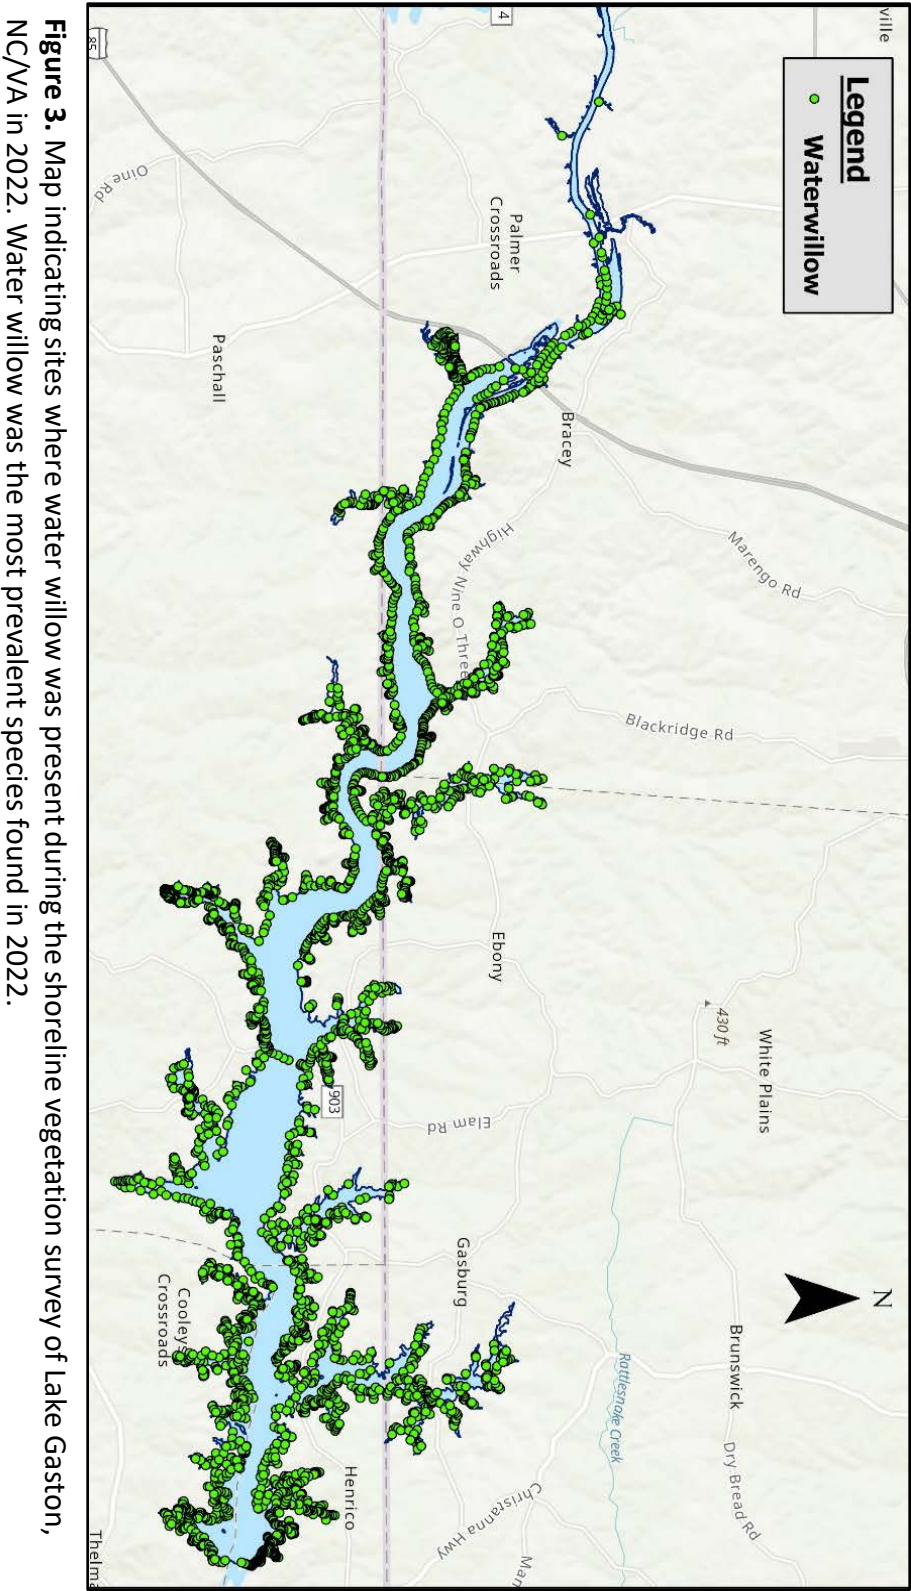 ville
4
Legend
Waterwillow
N
85
Oine Rd
Palmer
Crossroads
Paschall
Bracey
Marengo Rd
Highway Nine O Three
Blackridge Rd
Ebony
430 ft
White Plains
903
Elam Rd
Gasburg
Brunswick
Rattlesnake Creek
Dry Bread Rd
Cooley
Crossroads
Henrico
Christanna Hwy
Man
Thelma
Figure 3. Map indicating sites where water willow was present during the shoreline vegetation survey of Lake Gaston,
NC/VA in 2022. Water willow was the most prevalent species found in 2022.